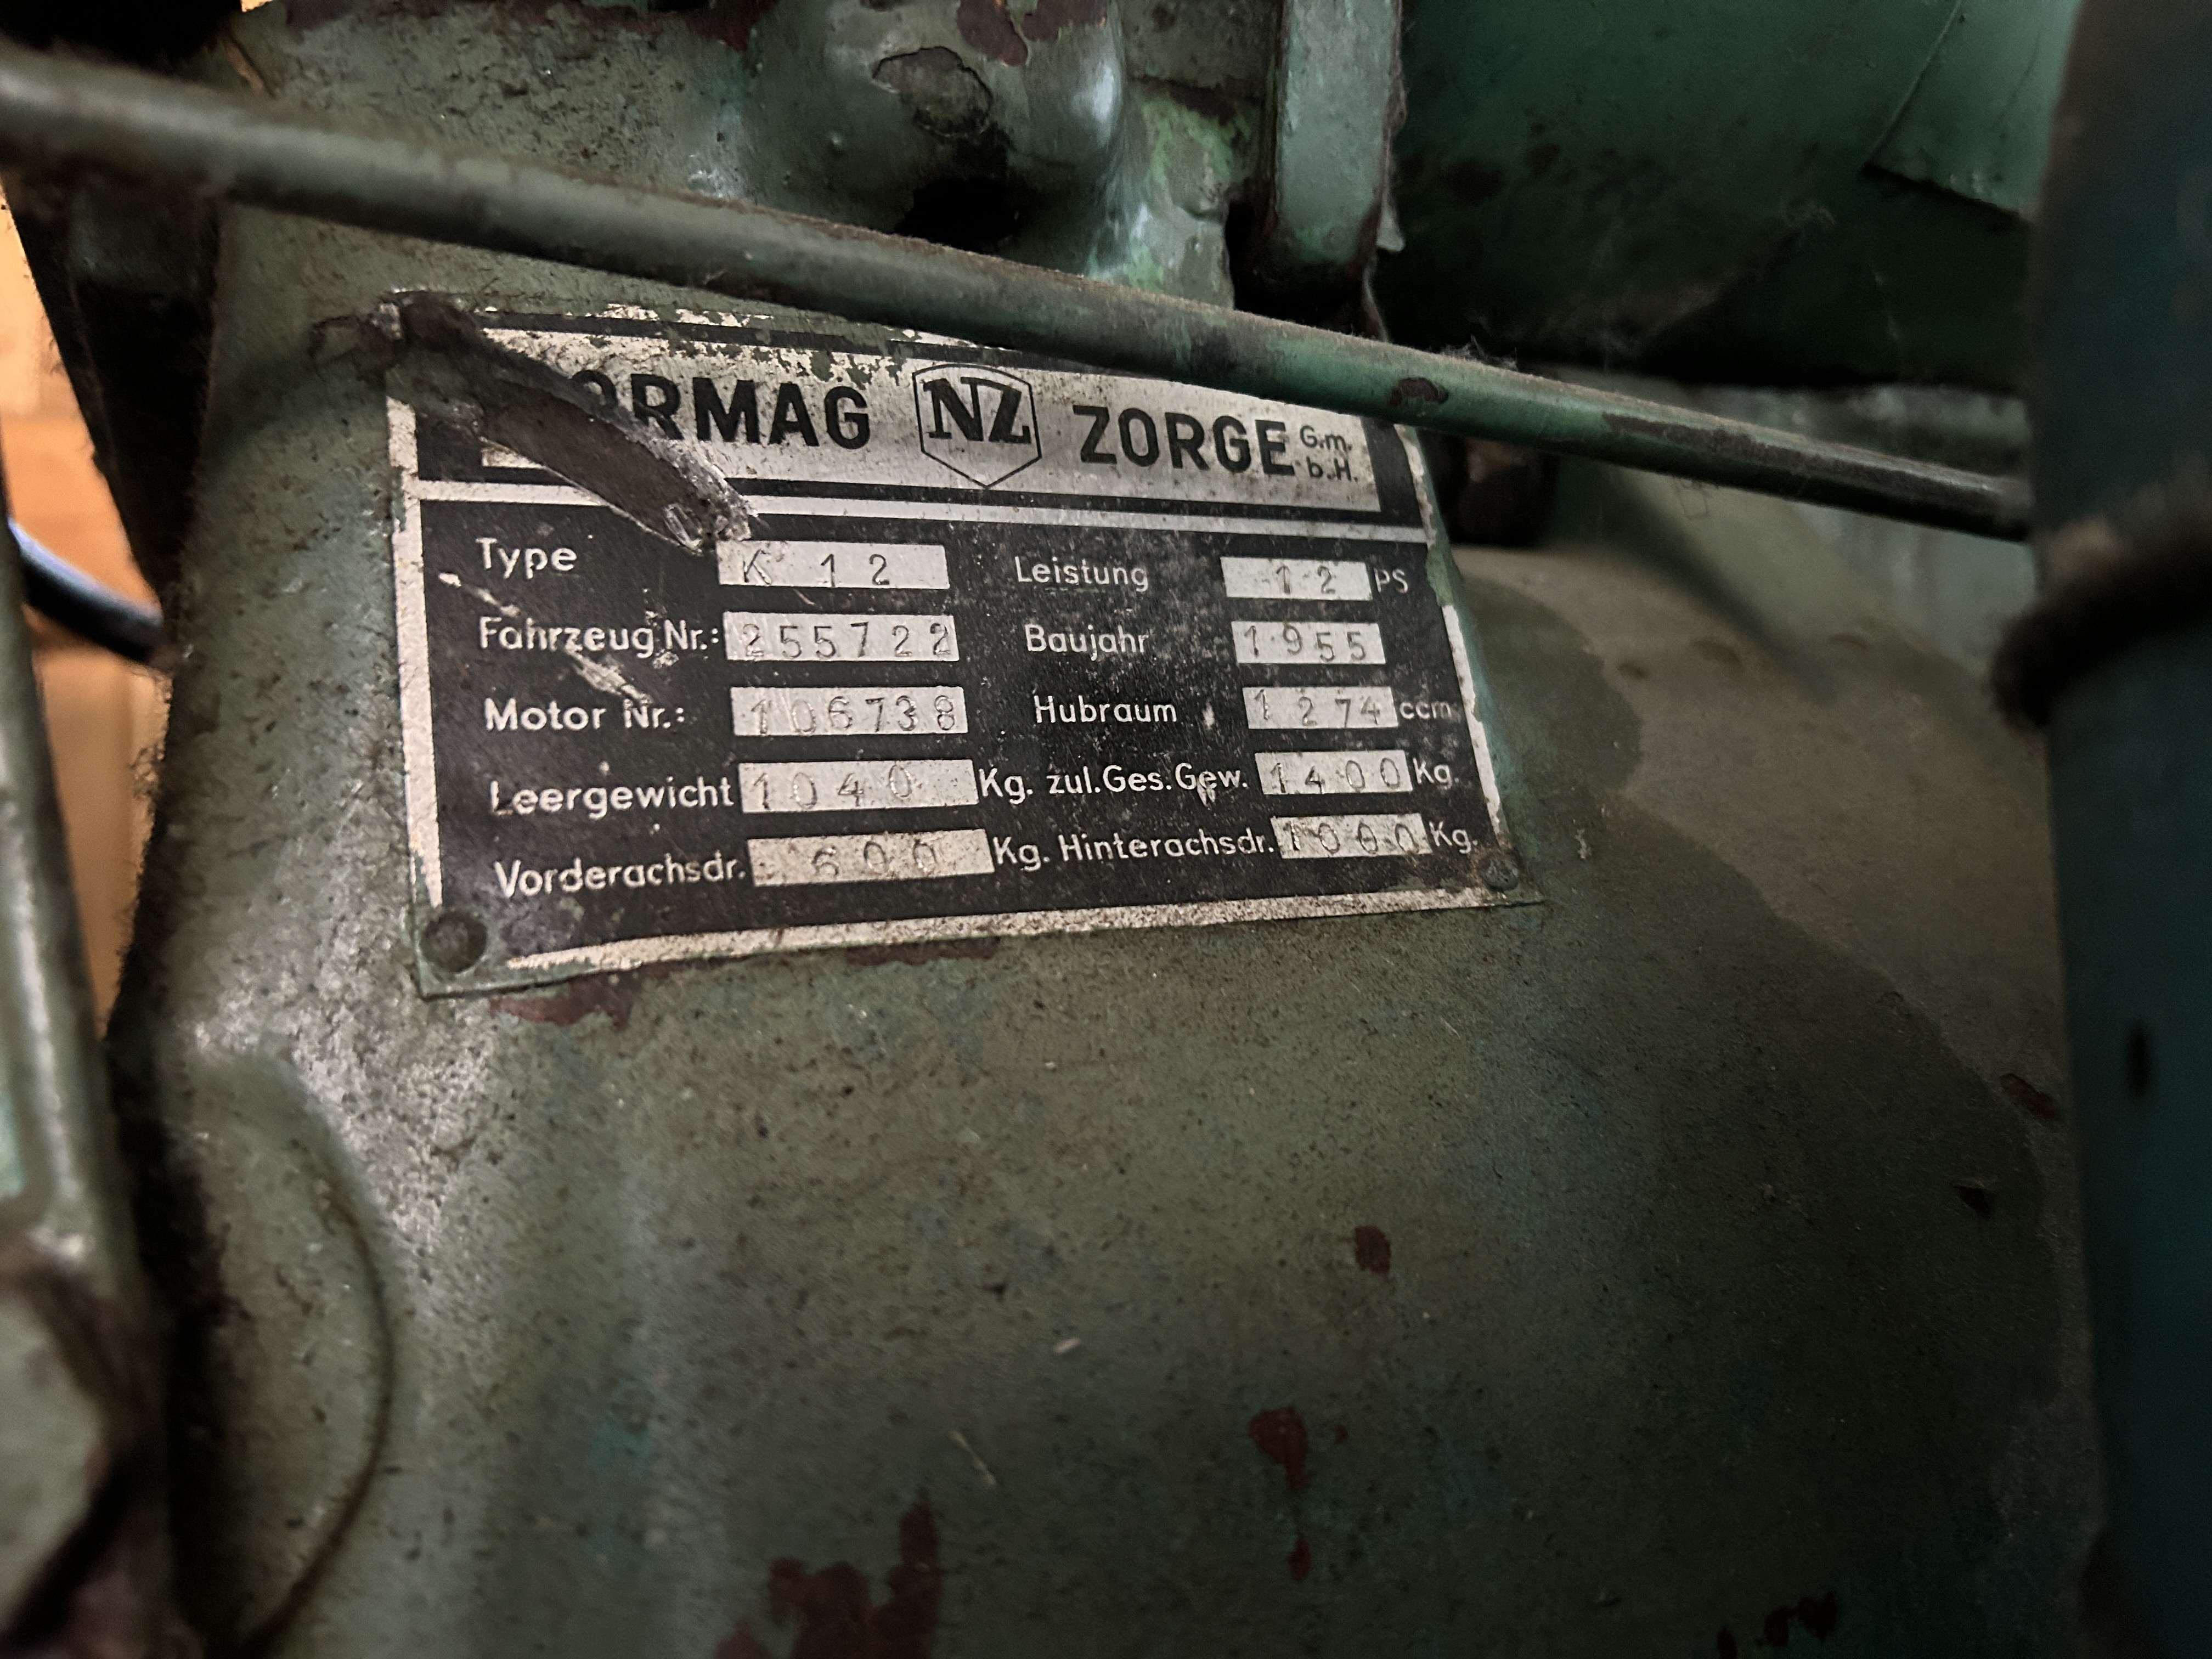 ORMAG NZ ZORGE G.m.b.H.
Type K 12 Leistung 12 PS
Fahrzeug Nr.: 255722 Baujahr 1955
Motor Nr.: 106738 Hubraum 1274 ccm
Leergewicht 1040 Kg. zul.Ges.Gew. 1400 Kg.
Vorderachsdr. 600 Kg. Hinterachsdr. 1000 Kg.